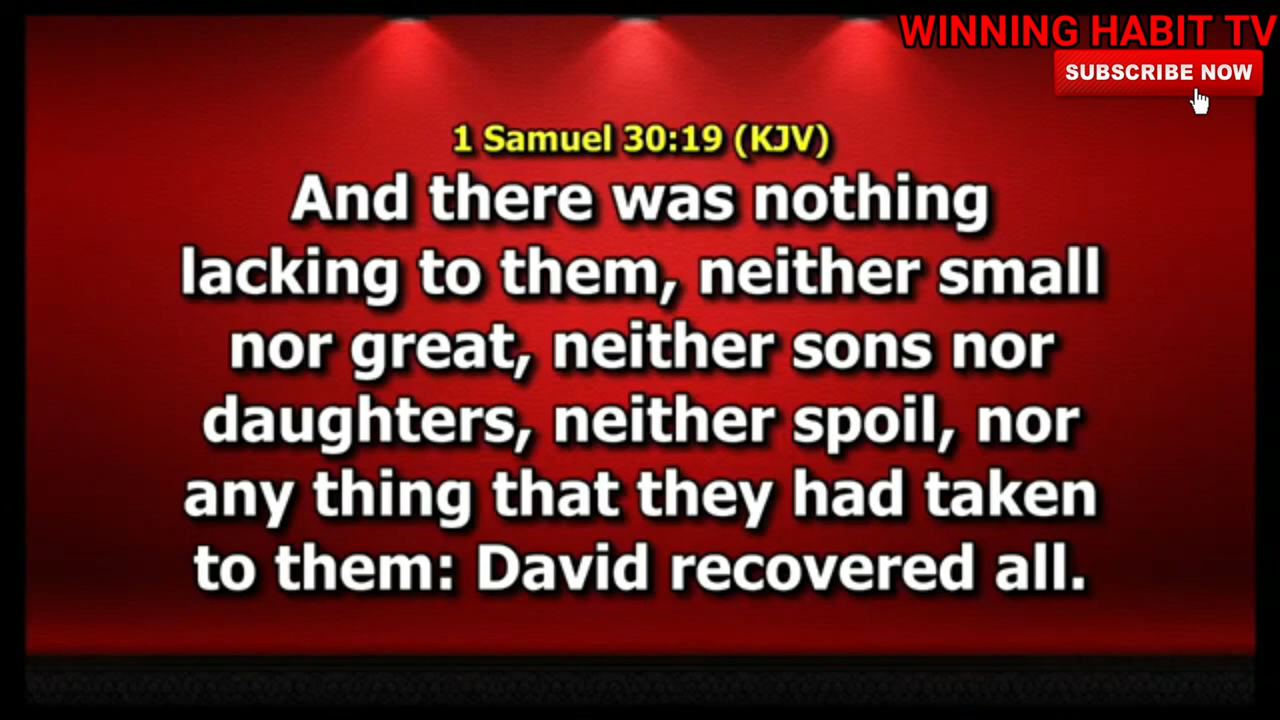 WINNING HABIT TV
SUBSCRIBE NOW
1 Samuel 30:19 (KJV)
And there was nothing
lacking to them, neither small
nor great, neither sons nor
daughters, neither spoil, nor
any thing that they had taken
to them: David recovered all.